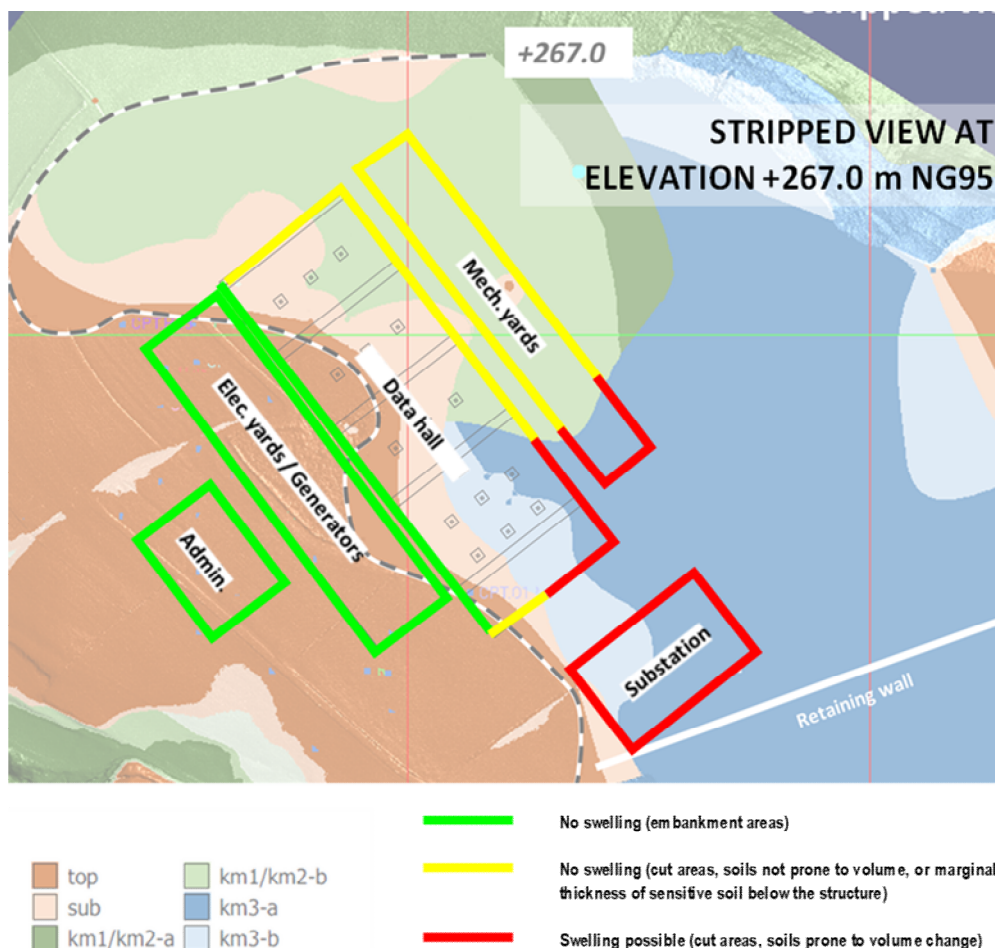 +267.0
STRIPPED VIEW AT
ELEVATION +267.0 m NG95
Mech. yards
Data hall
Elec. yards / Generators
Admin.
Substation
Retaining wall
No swelling (embankment areas)
top
km1/km2-b
No swelling (cut areas, soils not prone to volume, or marginal
thickness of sensitive soil below the structure)
sub
km3-a
km1/km2-a
km3-b
Swelling possible (cut areas, soils prone to volume change)